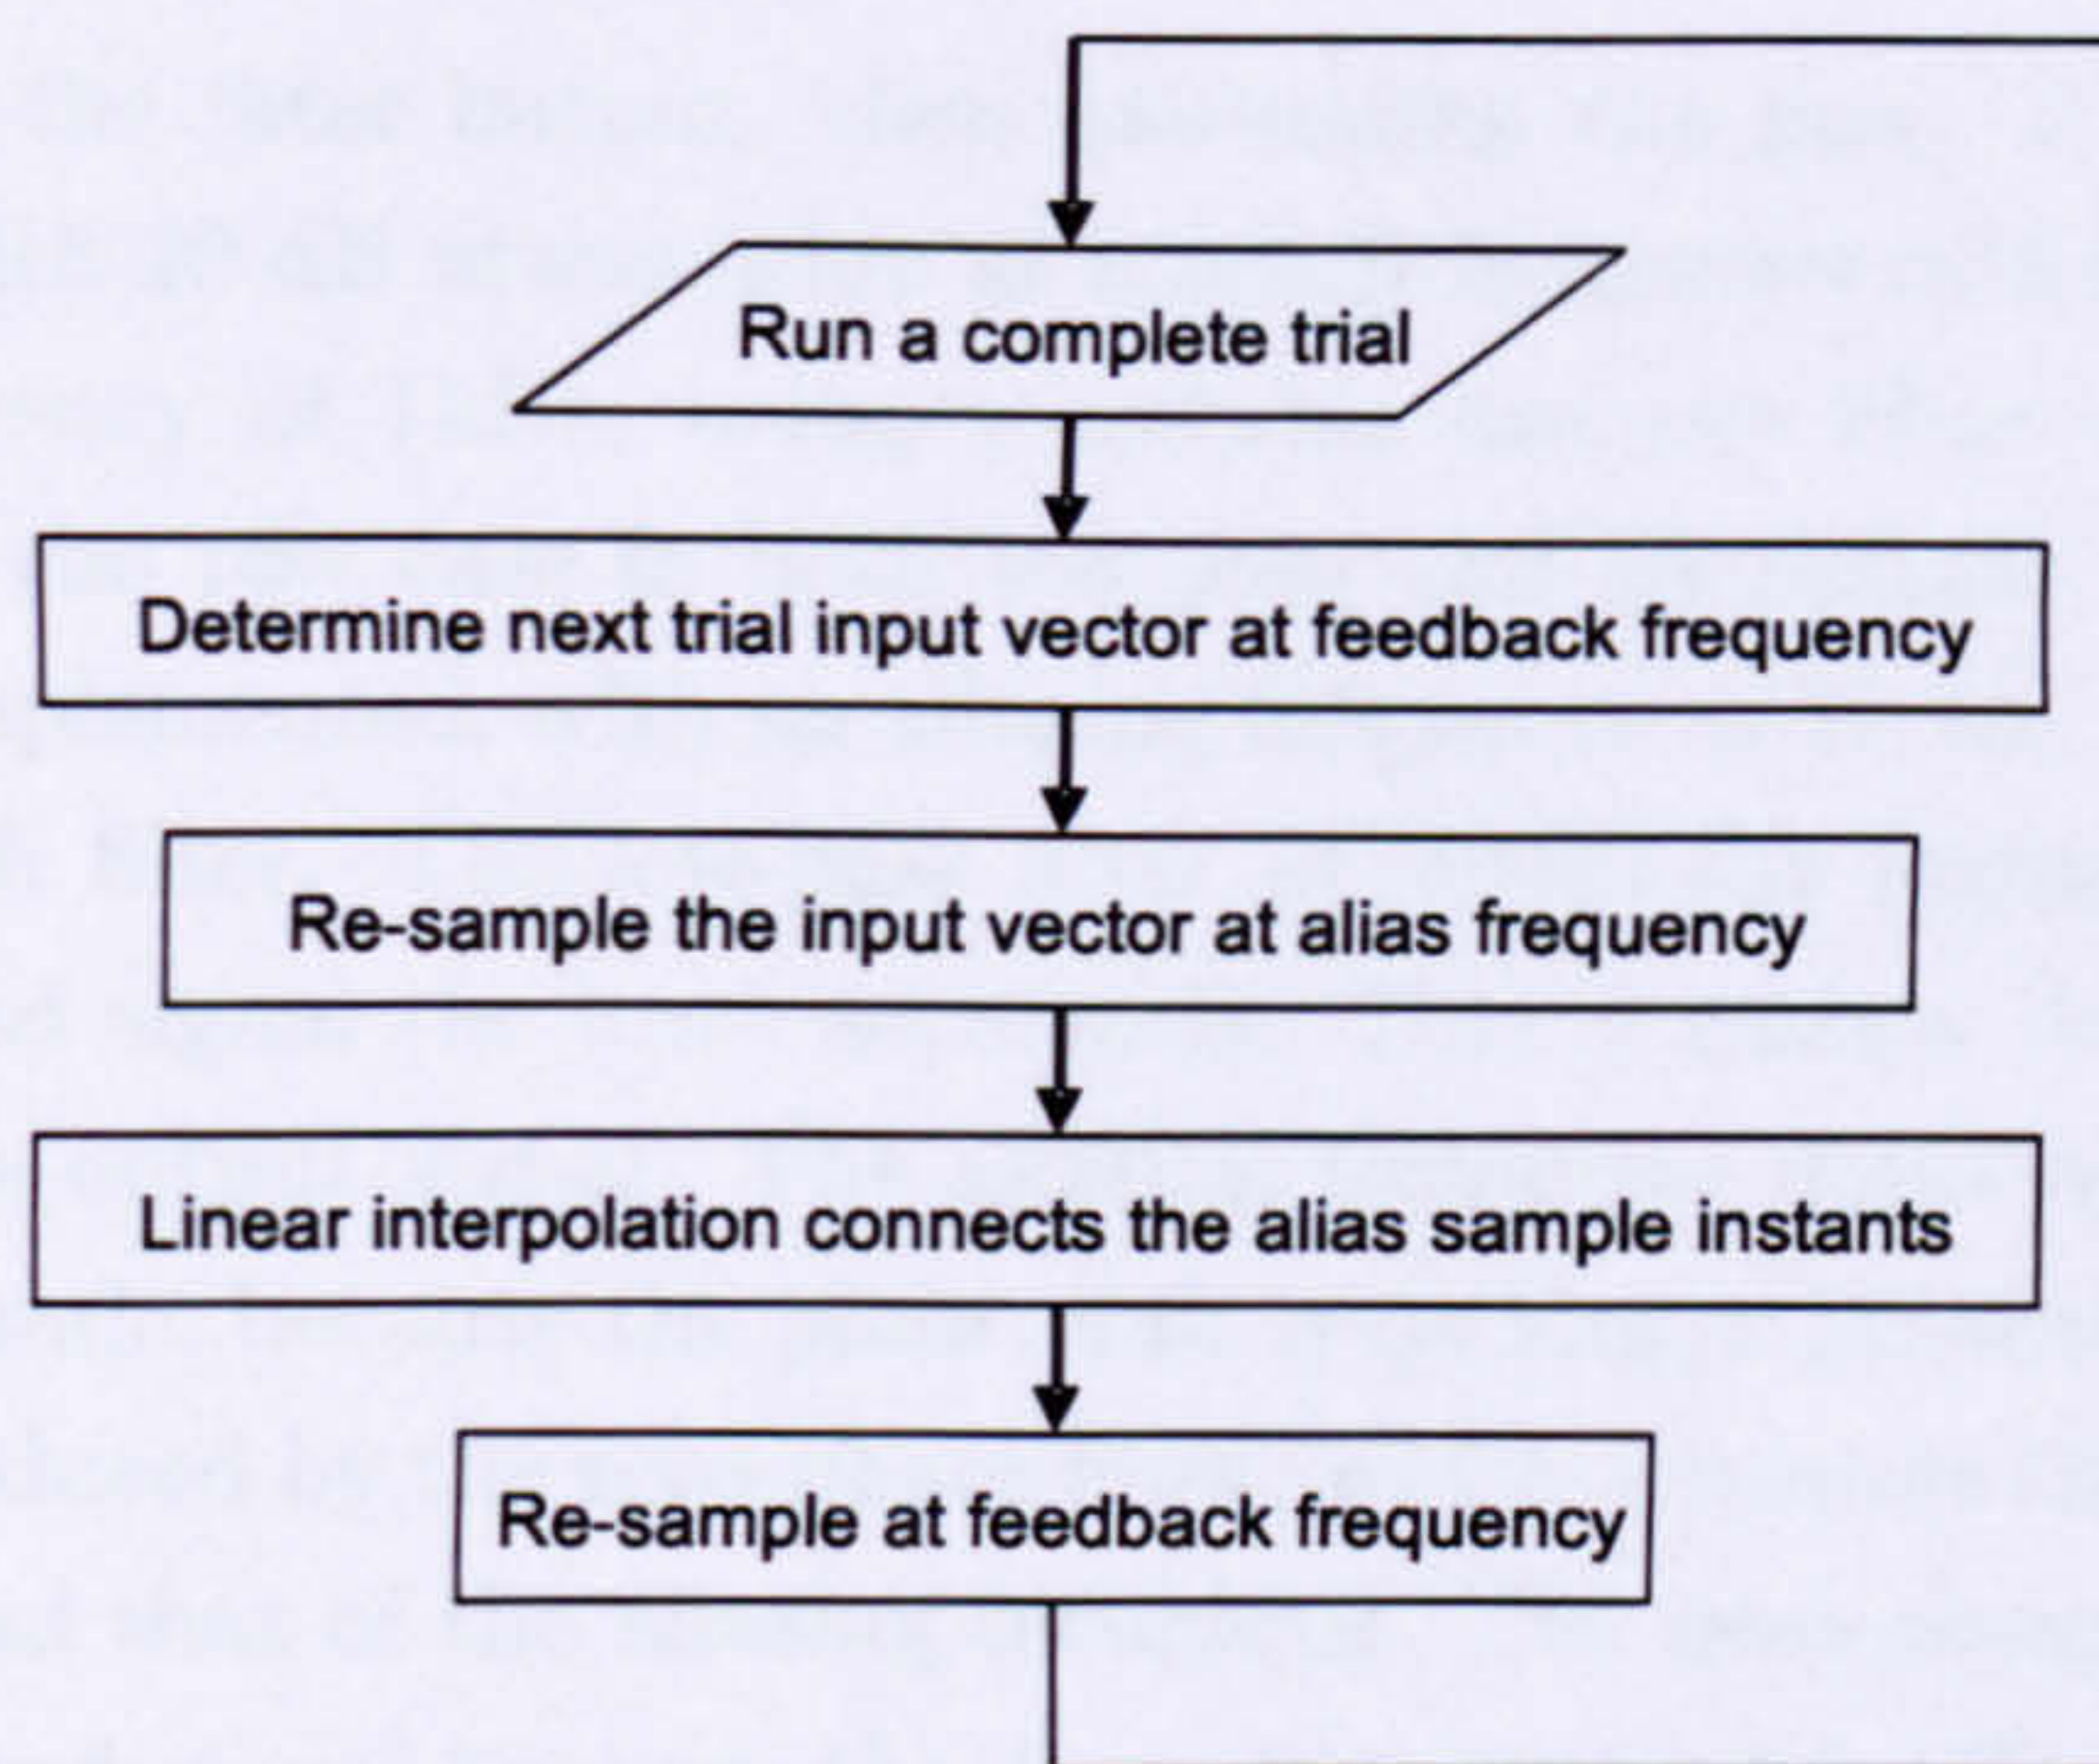 Run a complete trial
Determine next trial input vector at feedback frequency
Re-sample the input vector at alias frequency
Linear interpolation connects the alias sample instants
Re-sample at feedback frequency